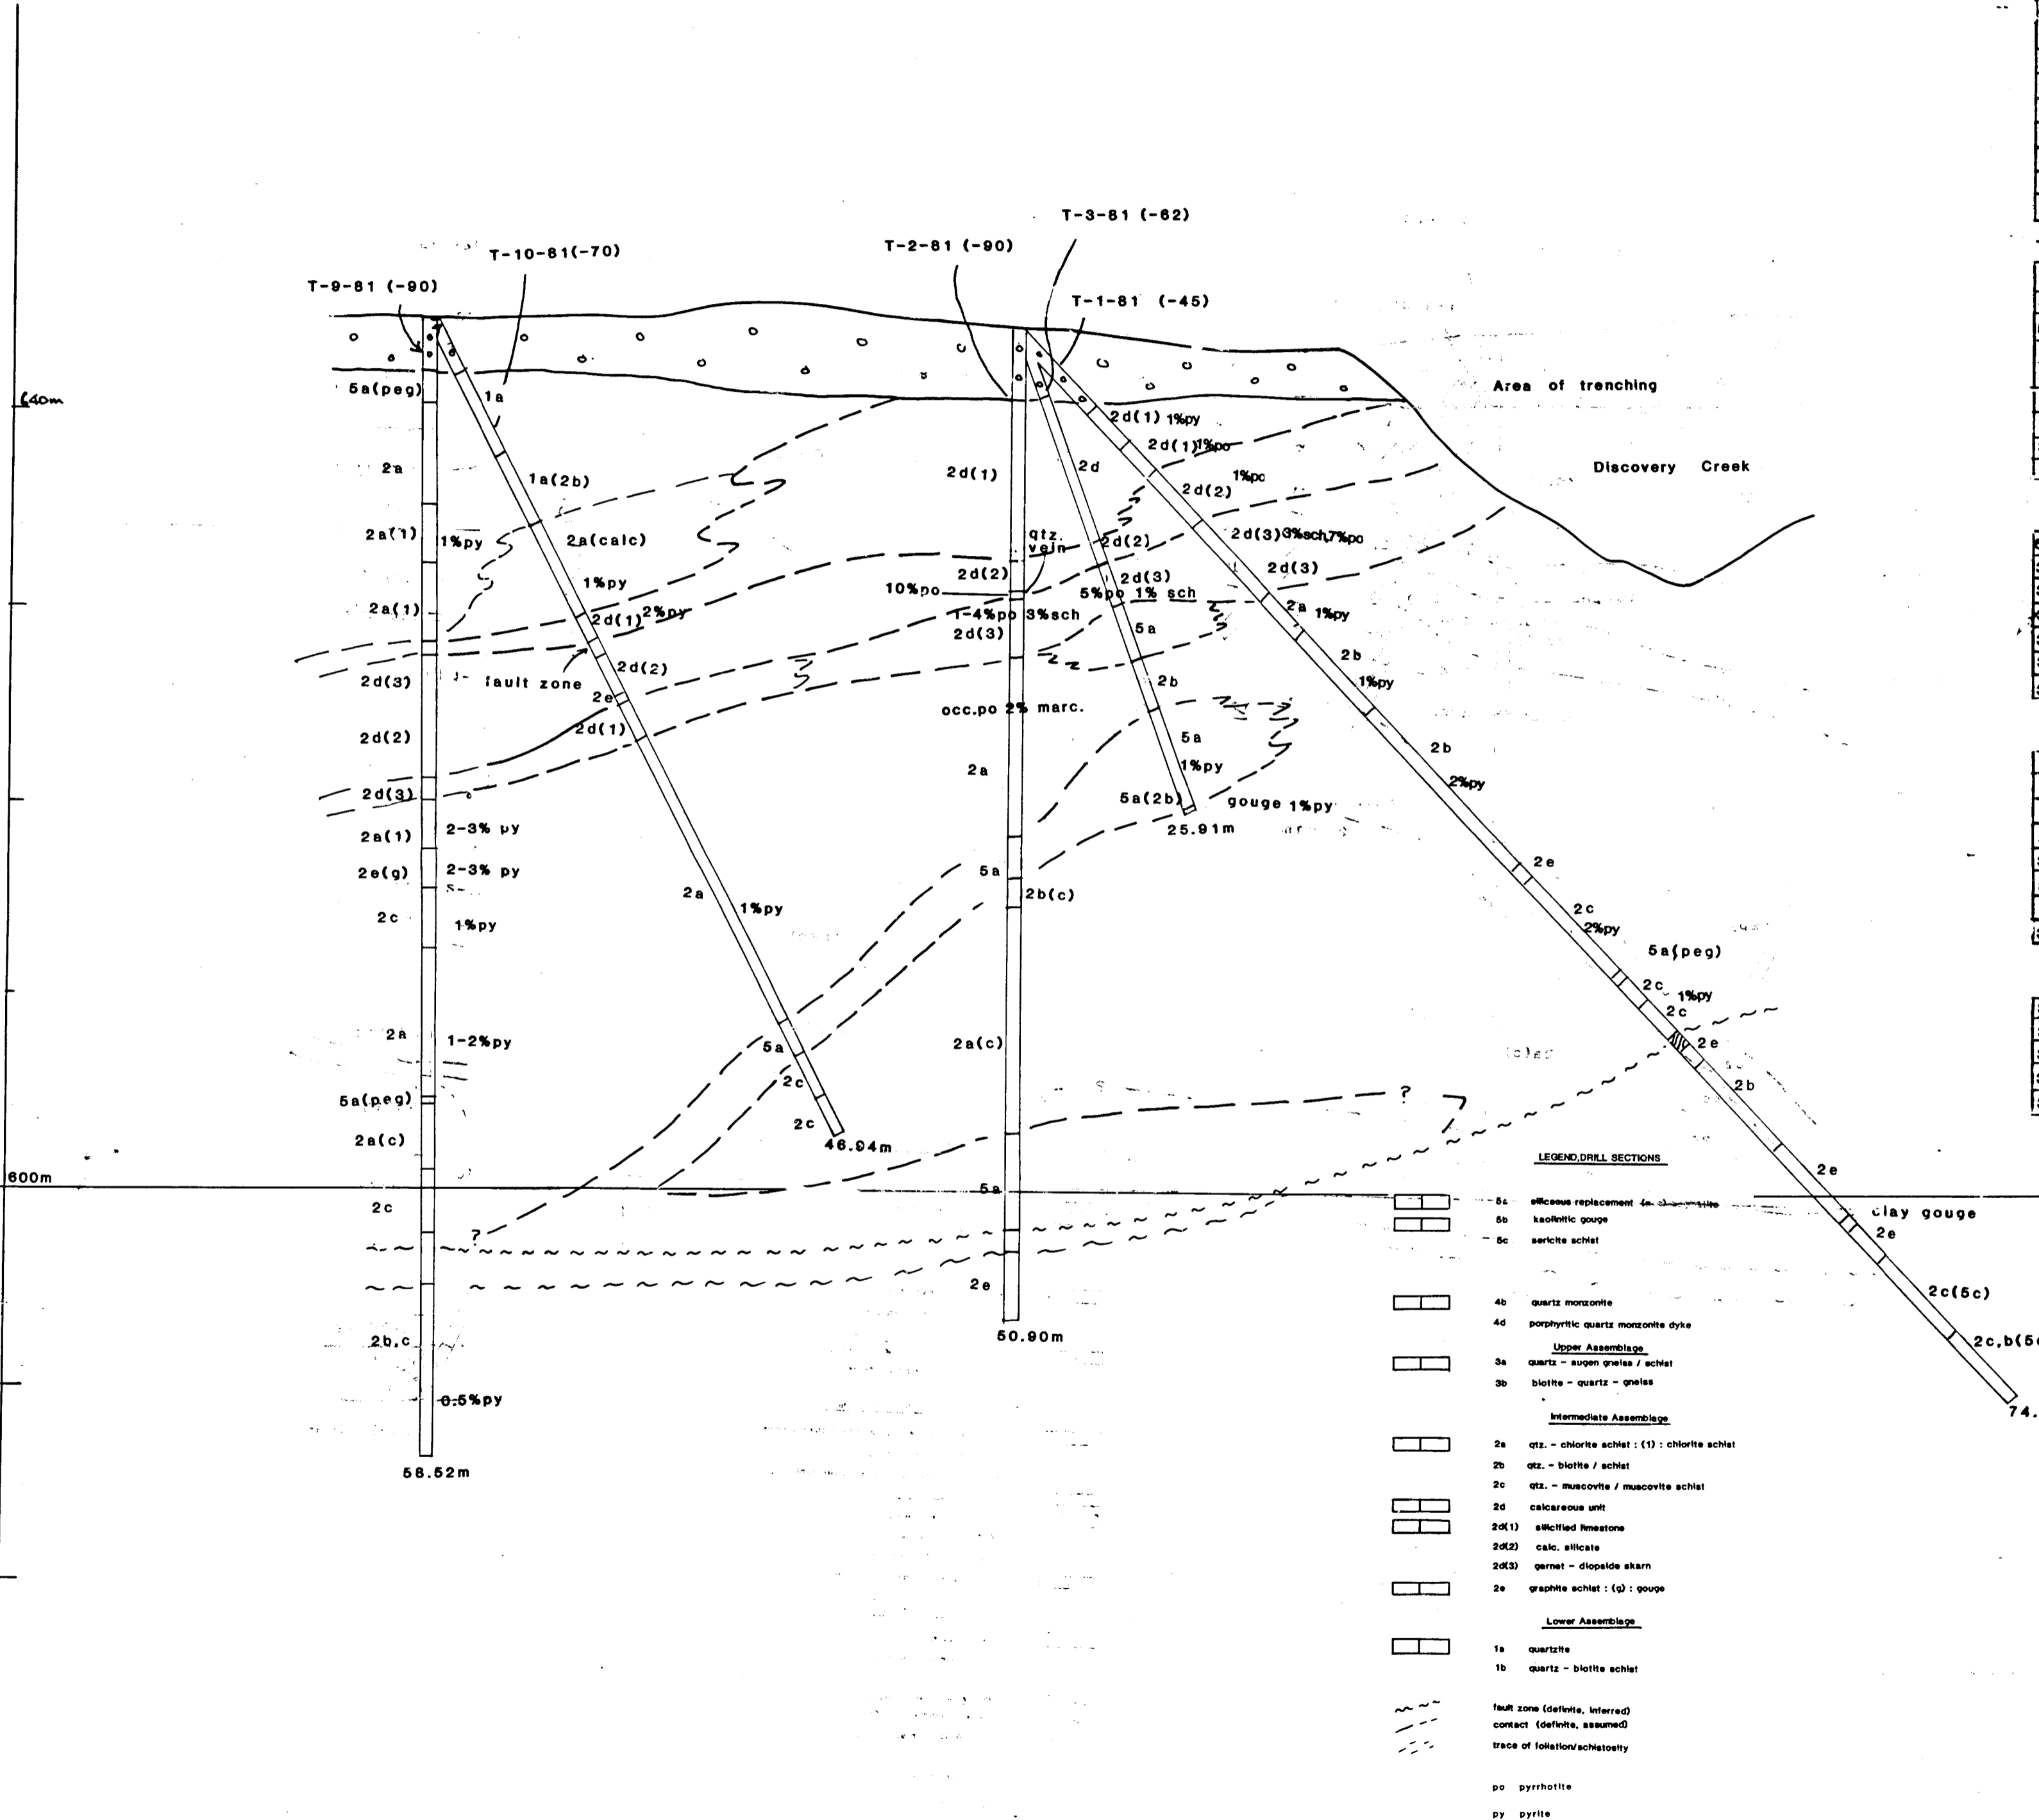 T-3-81 (-62)
T-10-81(-70)
T-2-81 (-90)
T-9-81 (-90)
T-1-81 (-45)
5a(peg)
1a
Area of trenching
640m
2d(1) 1%py
2d(1) 1%po
2a
2d(1)
2d
Discovery Creek
1a(2b)
1%po
2d(2)
2a(1)
1%py
2a(calc)
qtz.
vein
2d(2)
2d(3) 3%sch,7%po
2d(2)
2d(3)
2d(3)
1%py
10%po
5%po 1% sch
2a(1)
2d(1) 2%py
1-4%po 3%sch
2a 1%py
2d(3)
5a
2b
2d(2)
2d(3)
fault zone
2b
1%py
2e
occ.po 2% marc.
2d(2)
2d(1)
5a
2b
2a
1%py
2%py
2d(3)
5a(2b)
gouge 1%py
2a(1)
2-3% py
25.91m
2e(g)
2-3% py
5a
2e
2a
2b(c)
2c
1%py
1%py
2c
2%py
5a(peg)
2c
1%py
2c
2a
1-2%py
5a
2a(c)
2e
2c
2b
5a(peg)
?
2c
2a(c)
46.94m
LEGEND,DRILL SECTIONS
2e
600m
5a
2c
5a siliceous replacement
clay gouge
5b kaolinitic gouge
2e
?
5c sericite schist
2e
2c(5c)
4b quartz monzonite
4d porphyritic quartz monzonite dyke
2b,c
50.90m
2c,b(5c
Upper Assemblage
3a quartz - augen gneiss / schist
3b biotite - quartz - gneiss
0.5%py
74.
Intermediate Assemblage
2a qtz. - chlorite schist : (1) : chlorite schist
58.52m
2b qtz. - biotite / schist
2c qtz. - muscovite / muscovite schist
2d calcareous unit
2d(1) silicified limestone
2d(2) calc. silicate
2d(3) garnet - diopside skarn
2e graphite schist : (g) : gouge
Lower Assemblage
1a quartzite
1b quartz - biotite schist
fault zone (definite, inferred)
contact (definite, assumed)
trace of foliation/schistosity
po pyrrhotite
py pyrite